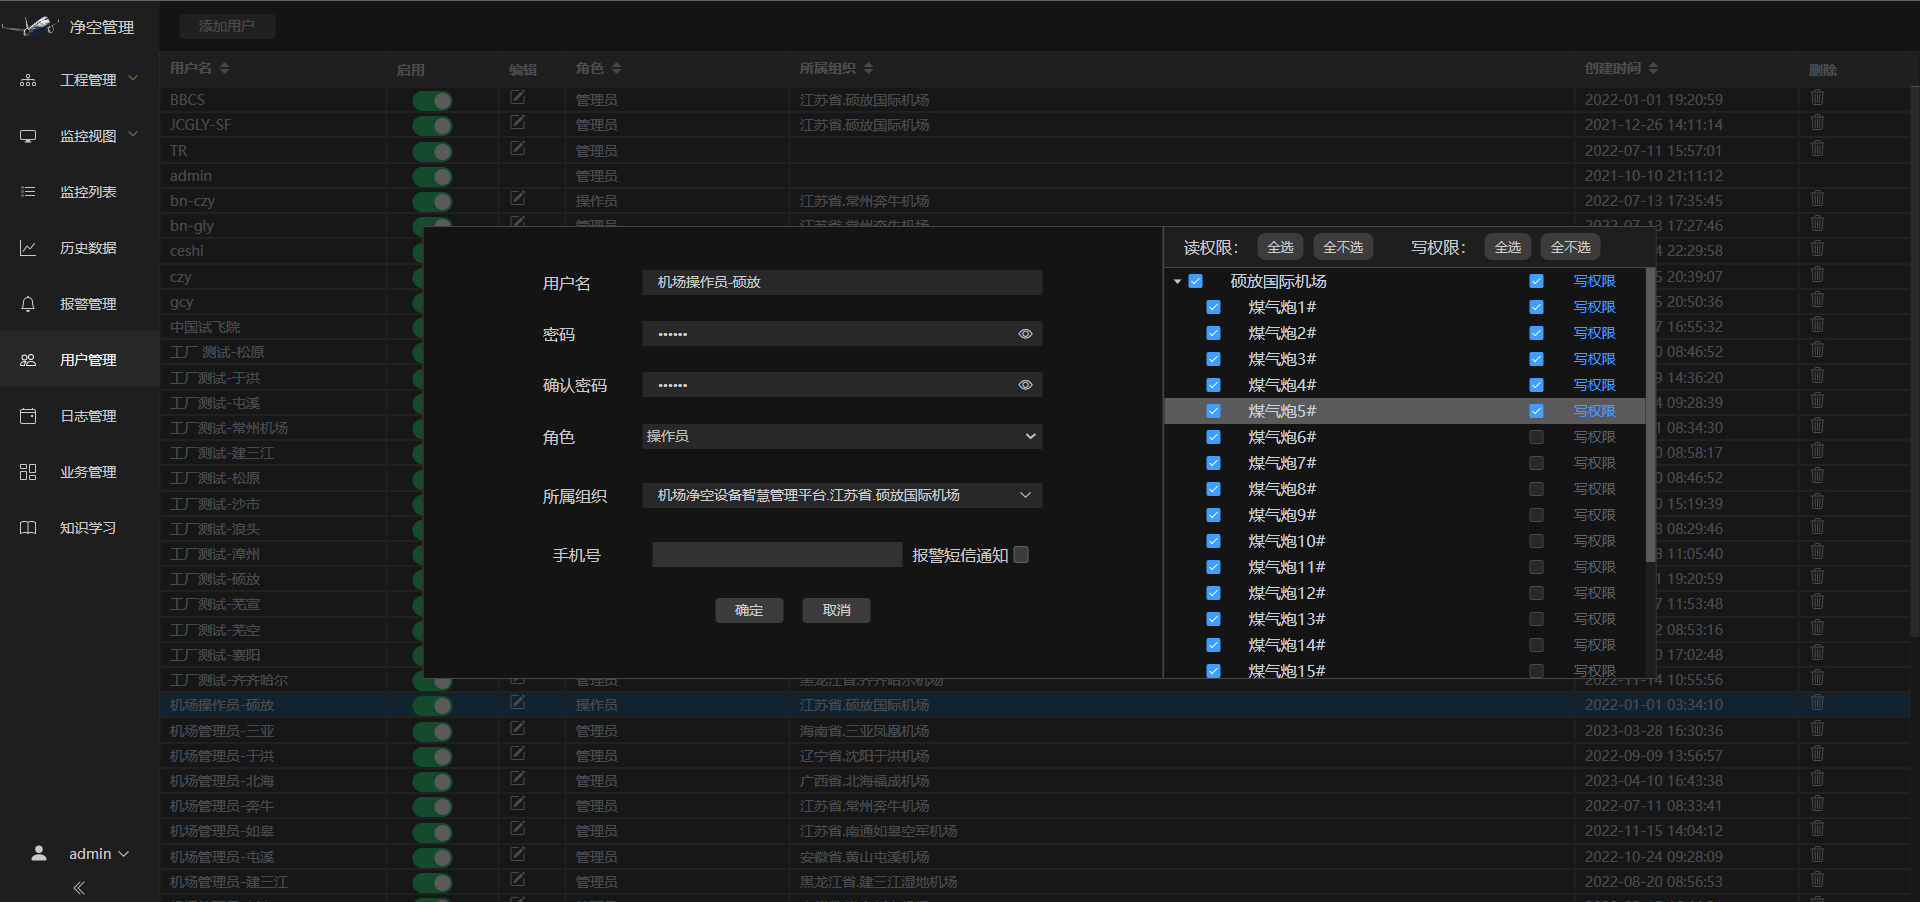 净空管理
工程管理
监控视图
监控列表
历史数据
报警管理
用户管理
日志管理
业务管理
知识学习
admin
添加用户
用户名 启用 编辑 角色 所属组织 创建时间 删除
BBCS 管理员 江苏省.硕放国际机场 2022-01-01 19:20:59
JCGLY-SF 管理员 江苏省.硕放国际机场 2021-12-26 14:11:14
TR 管理员 2022-07-11 15:57:01
admin 管理员 2021-10-10 21:11:12
bn-czy 操作员 江苏省.常州奔牛机场 2022-07-13 17:35:45
bn-gly 管理员 江苏省.常州奔牛机场 2022-07-13 17:27:46
ceshi 22:29:58
czy 20:39:07
gcy 20:50:36
中国试飞院 16:55:32
工厂 测试-松原 08:46:52
工厂测试-于洪 14:36:20
工厂测试-屯溪 09:28:39
工厂测试-常州机场 08:34:30
工厂测试-建三江 08:58:17
工厂测试-松原 08:46:52
工厂测试-沙市 15:19:39
工厂测试-浪头 08:29:46
工厂测试-漳州 11:05:40
工厂测试-硕放 19:20:59
工厂测试-芜宣 11:53:48
工厂测试-芜空 08:53:16
工厂测试-襄阳 17:02:48
工厂测试-齐齐哈尔 管理员 黑龙江省.齐齐哈尔机场 2022-11-14 10:55:56
机场操作员-硕放 操作员 江苏省.硕放国际机场 2022-01-01 03:34:10
机场管理员-三亚 管理员 海南省.三亚凤凰机场 2023-03-28 16:30:36
机场管理员-于洪 管理员 辽宁省.沈阳于洪机场 2022-09-09 13:56:57
机场管理员-北海 管理员 广西省.北海福成机场 2023-04-10 16:43:38
机场管理员-奔牛 管理员 江苏省.常州奔牛机场 2022-07-11 08:33:41
机场管理员-如皋 管理员 江苏省.南通如皋空军机场 2022-11-15 14:04:12
机场管理员-屯溪 管理员 安徽省.黄山屯溪机场 2022-10-24 09:28:09
机场管理员-建三江 管理员 黑龙江省.建三江湿地机场 2022-08-20 08:56:53
用户名 机场操作员-硕放
密码 ••••••
确认密码 ••••••
角色 操作员
所属组织 机场净空设备智慧管理平台.江苏省.硕放国际机场
手机号 报警短信通知
确定 取消
读权限: 全选 全不选 写权限: 全选 全不选
硕放国际机场 写权限
煤气炮1# 写权限
煤气炮2# 写权限
煤气炮3# 写权限
煤气炮4# 写权限
煤气炮5# 写权限
煤气炮6# 写权限
煤气炮7# 写权限
煤气炮8# 写权限
煤气炮9# 写权限
煤气炮10# 写权限
煤气炮11# 写权限
煤气炮12# 写权限
煤气炮13# 写权限
煤气炮14# 写权限
煤气炮15# 写权限